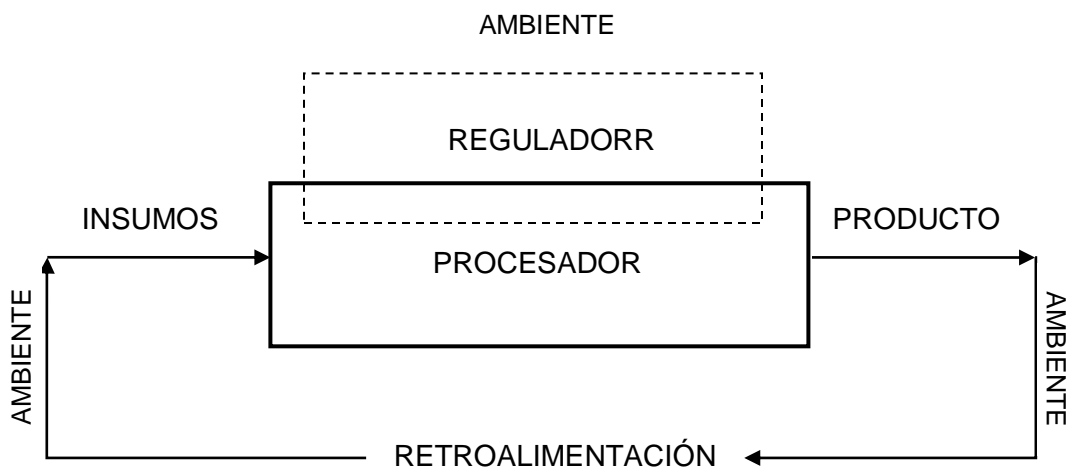 AMBIENTE
REGULADORR
INSUMOS
PRODUCTO
PROCESADOR
AMBIENTE
AMBIENTE
RETROALIMENTACIÓN